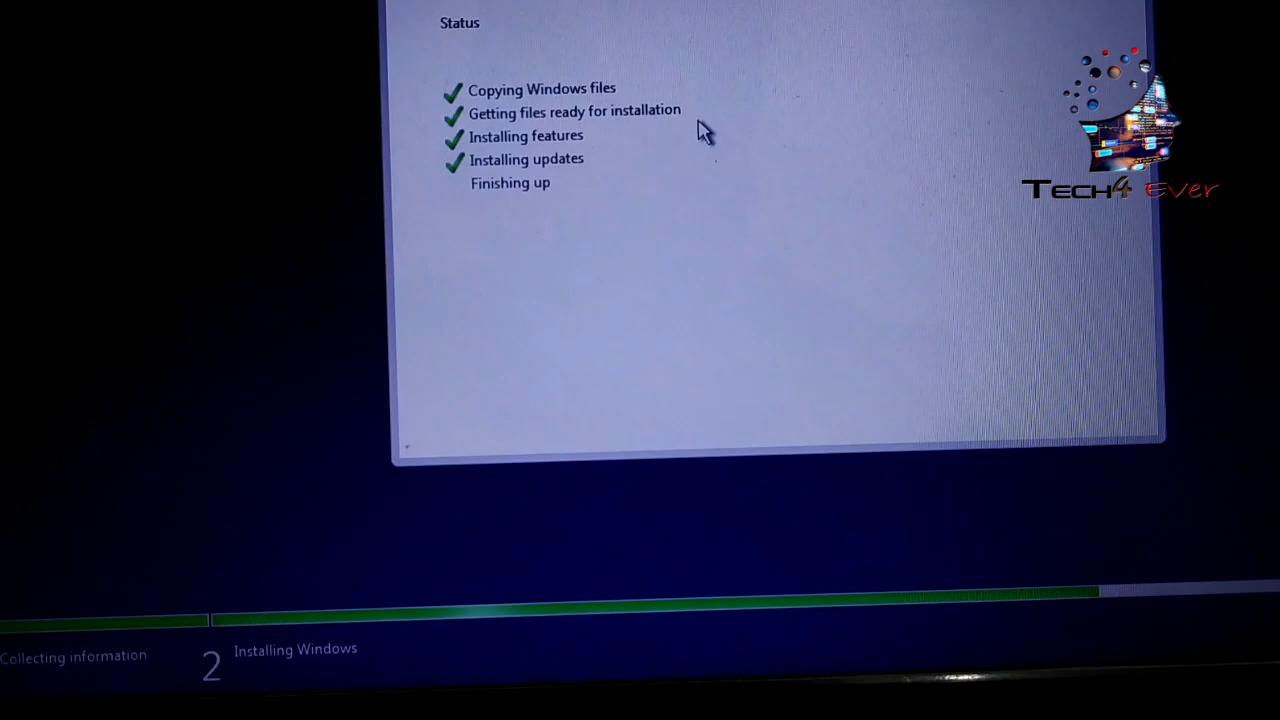 Status
Copying Windows files
Getting files ready for installation
Installing features
Installing updates
Finishing up
Tech4 Ever
Collecting information
2 Installing Windows